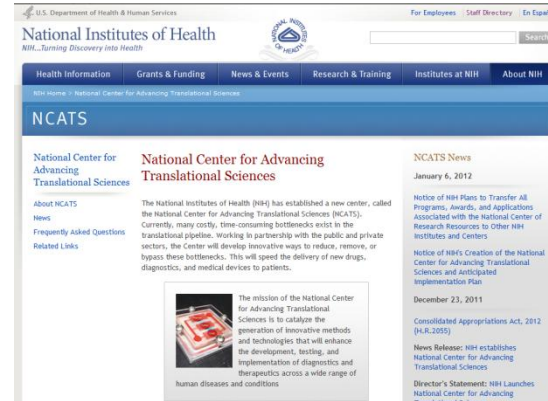 U.S. Department of Health & Human Services
For Employees
Staff Directory
National Institutes of Health
NIH...Turning Discovery into Health
Search
Health Information
Grants & Funding
News & Events
Research & Training
Institutes at NIH
About NIH
NIH Home > National Center for Advancing Translational Sciences
NCATS
National Center for
Advancing
Translational Sciences
About NCATS
News
Frequently Asked Questions
Related Links
National Center for Advancing
Translational Sciences
The National Institutes of Health (NIH) has established a new center, called
the National Center for Advancing Translational Sciences (NCATS).
Currently, many costly, time-consuming bottlenecks exist in the
translational pipeline. Working in partnership with the public and private
sectors, the Center will develop innovative ways to reduce, remove, or
bypass these bottlenecks. This will speed the delivery of new drugs,
diagnostics, and medical devices to patients.
The mission of the National Center
for Advancing Translational
Sciences is to catalyze the
generation of innovative methods
and technologies that will enhance
the development, testing, and
implementation of diagnostics and
therapeutics across a wide range of
human diseases and conditions
NCATS News
January 6, 2012
Notice of NIH Plans to Transfer All
Programs, Awards, and Applications
Associated with the National Center of
Research Resources to Other NIH
Institutes and Centers
Notice of NIH's Creation of the National
Center for Advancing Translational
Sciences and Anticipated
Implementation Plan
December 23, 2011
Consolidated Appropriations Act, 2012
(H.R.2055)
News Release: NIH establishes
National Center for Advancing
Translational Sciences
Director's Statement: NIH Launches
National Center for Advancing